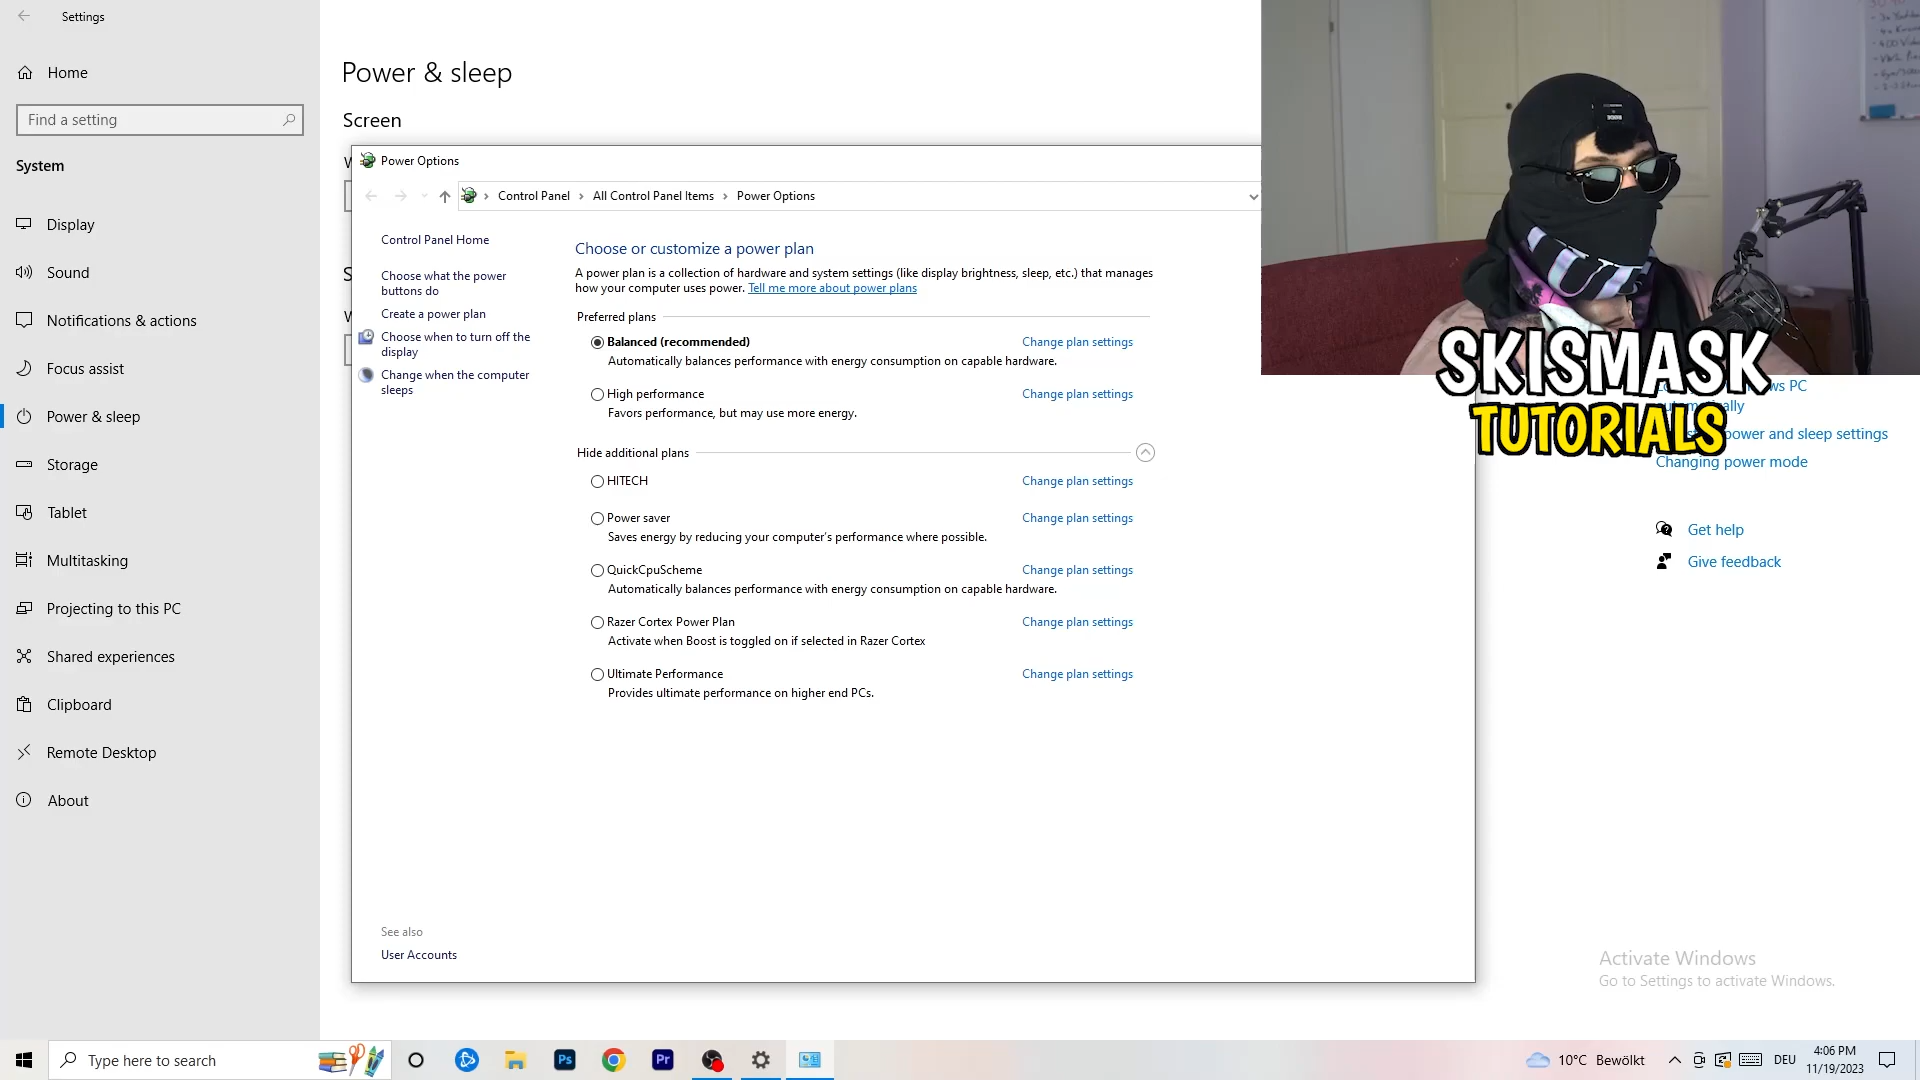 Settings
Home
Find a setting
System
Display
Sound
Notifications & actions
Focus assist
Power & sleep
Storage
Tablet
Multitasking
Projecting to this PC
Shared experiences
Clipboard
Remote Desktop
About
Power & sleep
Screen
Power Options
Control Panel
All Control Panel Items
Power Options
Control Panel Home
Choose what the power
buttons do
Create a power plan
Choose when to turn off the
display
Change when the computer
sleeps
See also
User Accounts
Choose or customize a power plan
A power plan is a collection of hardware and system settings (like display brightness, sleep, etc.) that manages
how your computer uses power. Tell me more about power plans
Preferred plans
Balanced (recommended) Change plan settings
Automatically balances performance with energy consumption on capable hardware.
High performance Change plan settings
Favors performance, but may use more energy.
Hide additional plans
HITECH Change plan settings
Power saver Change plan settings
Saves energy by reducing your computer's performance where possible.
QuickCpuScheme Change plan settings
Automatically balances performance with energy consumption on capable hardware.
Razer Cortex Power Plan Change plan settings
Activate when Boost is toggled on if selected in Razer Cortex
Ultimate Performance Change plan settings
Provides ultimate performance on higher end PCs.
SKISMASK
TUTORIALS
PC
power and sleep settings
Changing power mode
Get help
Give feedback
Activate Windows
Go to Settings to activate Windows.
Type here to search
Ps
Pr
10°C Bewölkt
DEU
4:06 PM
11/19/2023